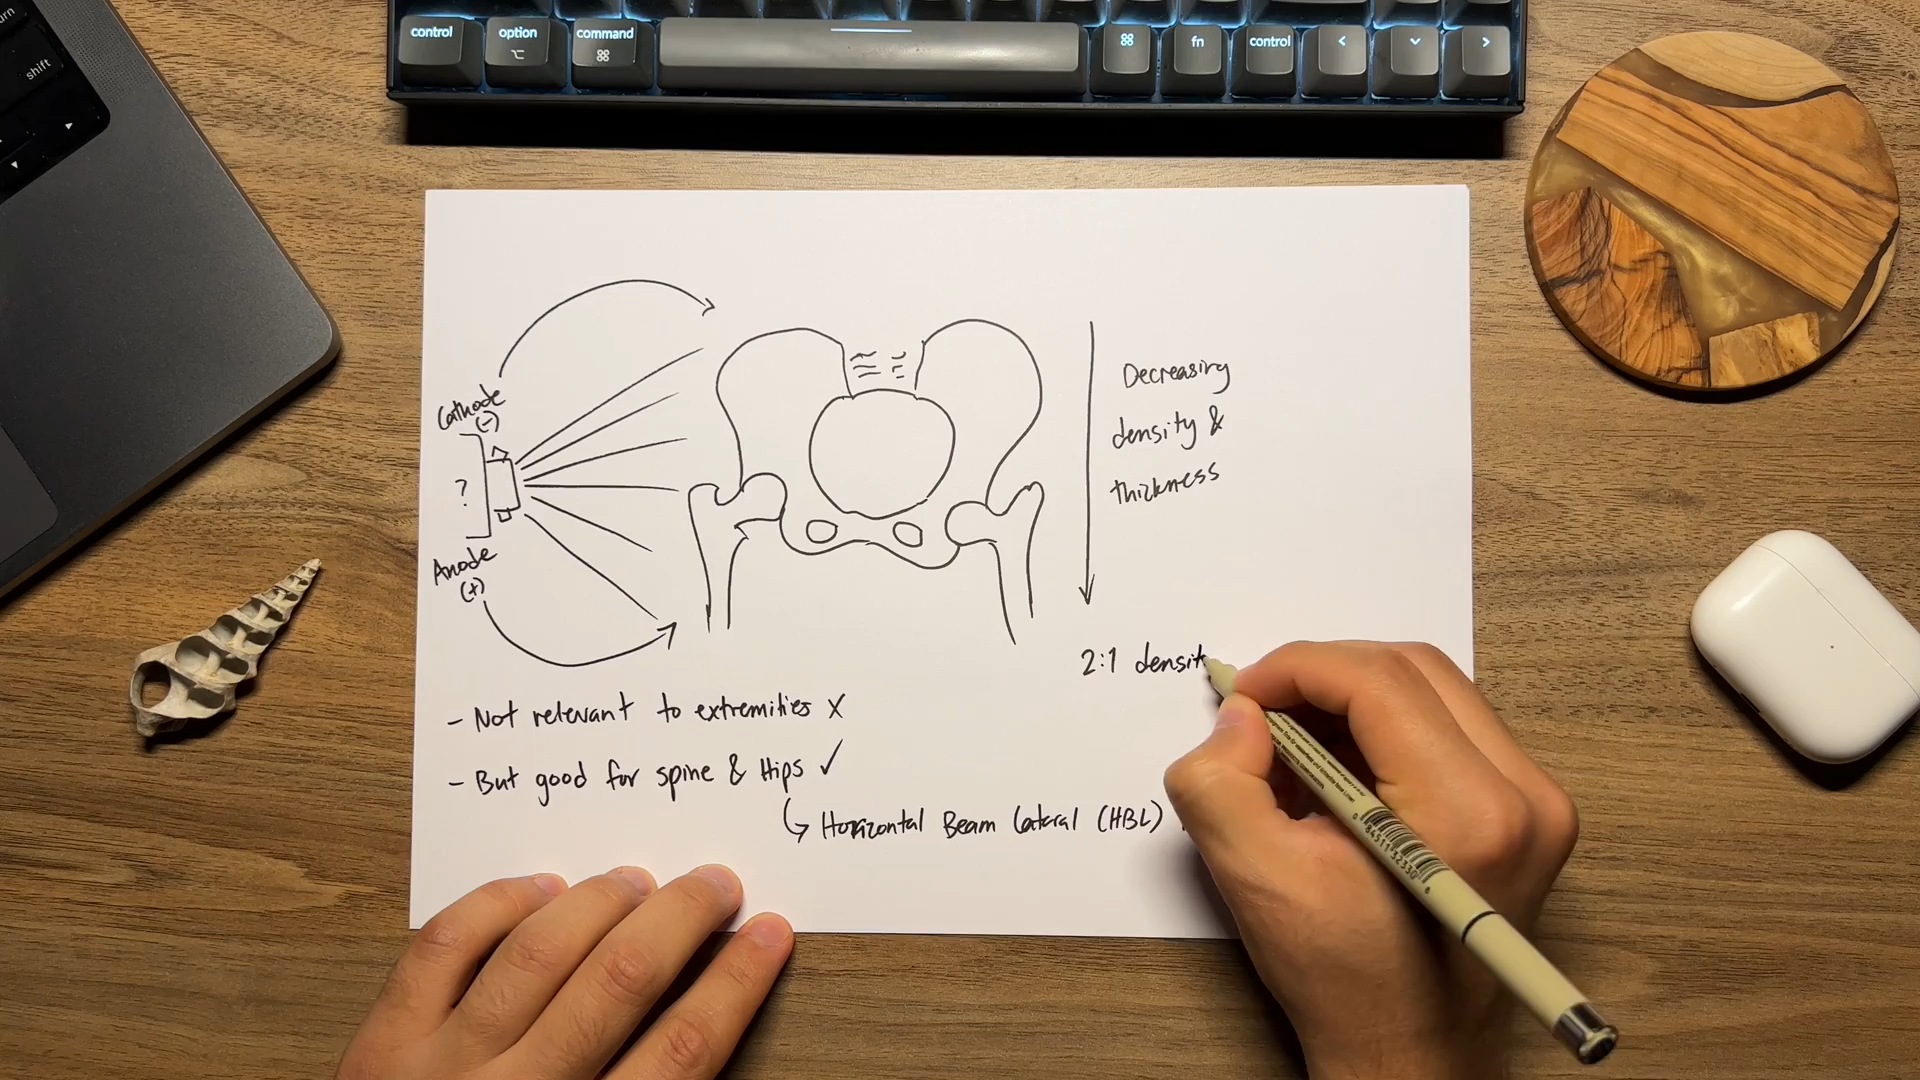 control
option
command
fn
control
shift
Cathode
(-)
?
Anode
(+)
Decreasing
density &
thickness
2:1 densit
- Not relevant to extremities x
- But good for spine & Hips ✓
Horizontal Beam Lateral (HBL)